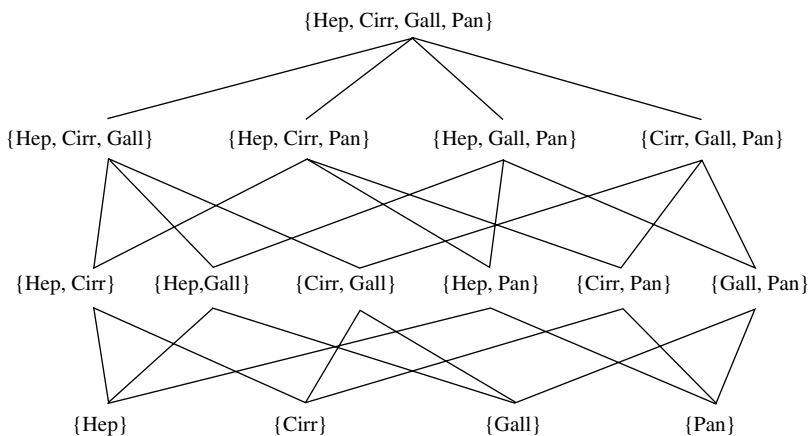 {Hep, Cirr, Gall, Pan}
{Hep, Cirr, Gall} {Hep, Cirr, Pan} {Hep, Gall, Pan} {Cirr, Gall, Pan}
{Hep, Cirr} {Hep,Gall} {Cirr, Gall} {Hep, Pan} {Cirr, Pan} {Gall, Pan}
{Hep} {Cirr} {Gall} {Pan}